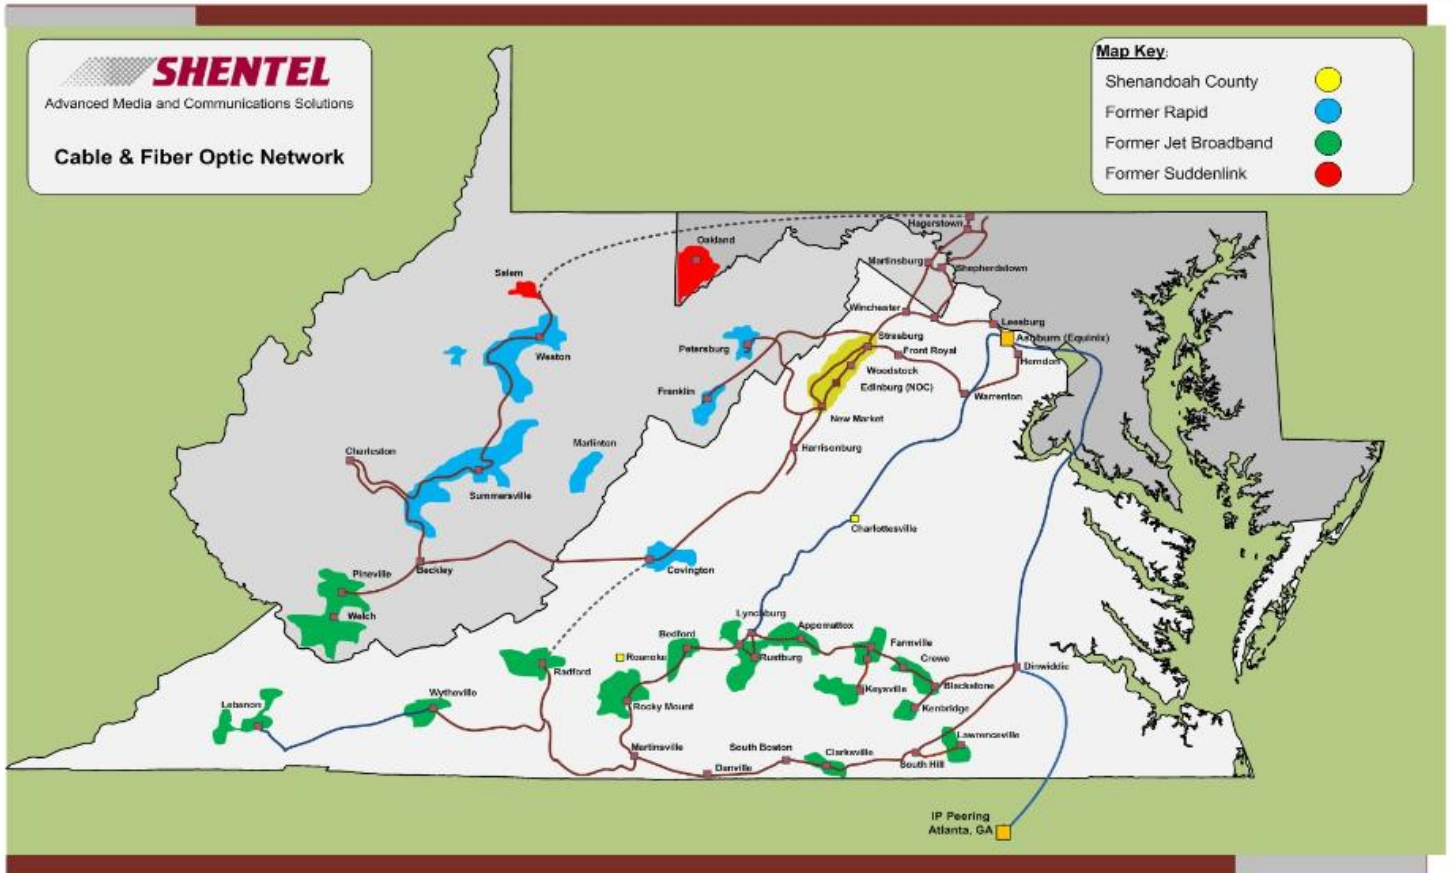 SHENTEL
Advanced Media and Communications Solutions
Cable & Fiber Optic Network
Map Key:
Shenandoah County
Former Rapid
Former Jet Broadband
Former Suddenlink
Hagerstown
Oakland
Martinsburg
Shepherdstown
Salem
Winchester
Leesburg
Strasburg
Ashburn (Equinix)
Petersburg
Front Royal
Weston
Herndon
Woodstock
Edinburg (NOC)
Franklin
Warrenton
New Market
Marlinton
Harrisonburg
Charleston
Summersville
Charlottesville
Beckley
Covington
Pineville
Welch
Lynchburg
Appomattox
Bedford
Farmville
Roanoke
Rustburg
Crewe
Radford
Dinwiddie
Blackstone
Keysville
Wytheville
Lebanon
Rocky Mount
Kenbridge
Lawrenceville
Martinsville
South Boston
Clarksville
South Hill
Danville
IP Peering
Atlanta, GA